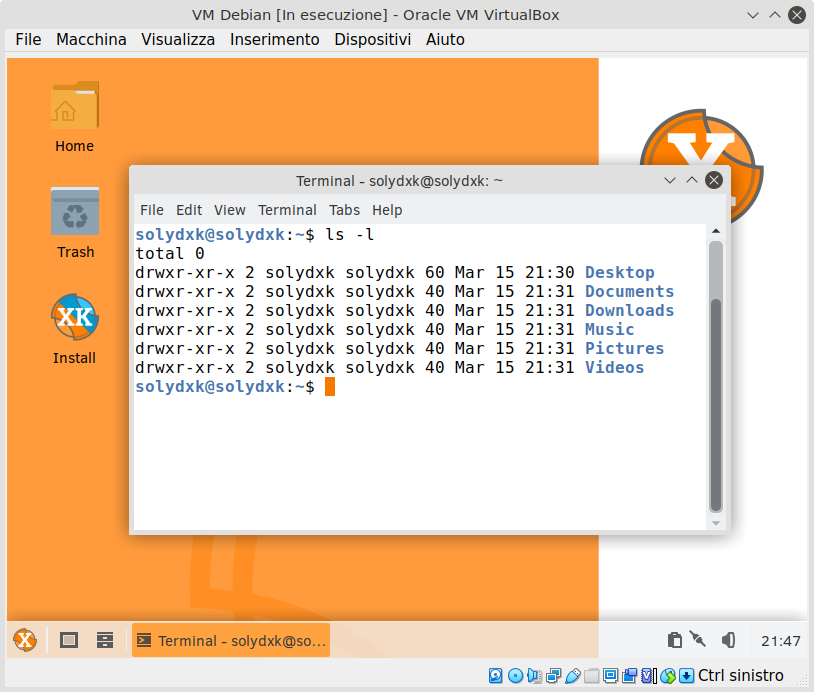 VM Debian [In esecuzione] - Oracle VM VirtualBox
File Macchina Visualizza Inserimento Dispositivi Aiuto
Home
Trash
XK
Install
X
Terminal - solydxk@solydxk: ~
File Edit View Terminal Tabs Help
solydxk@solydxk:~$ ls -l
total 0
drwxr-xr-x 2 solydxk solydxk 60 Mar 15 21:30 Desktop
drwxr-xr-x 2 solydxk solydxk 40 Mar 15 21:31 Documents
drwxr-xr-x 2 solydxk solydxk 40 Mar 15 21:31 Downloads
drwxr-xr-x 2 solydxk solydxk 40 Mar 15 21:31 Music
drwxr-xr-x 2 solydxk solydxk 40 Mar 15 21:31 Pictures
drwxr-xr-x 2 solydxk solydxk 40 Mar 15 21:31 Videos
solydxk@solydxk:~$
X
Terminal - solydxk@so...
21:47
Ctrl sinistro